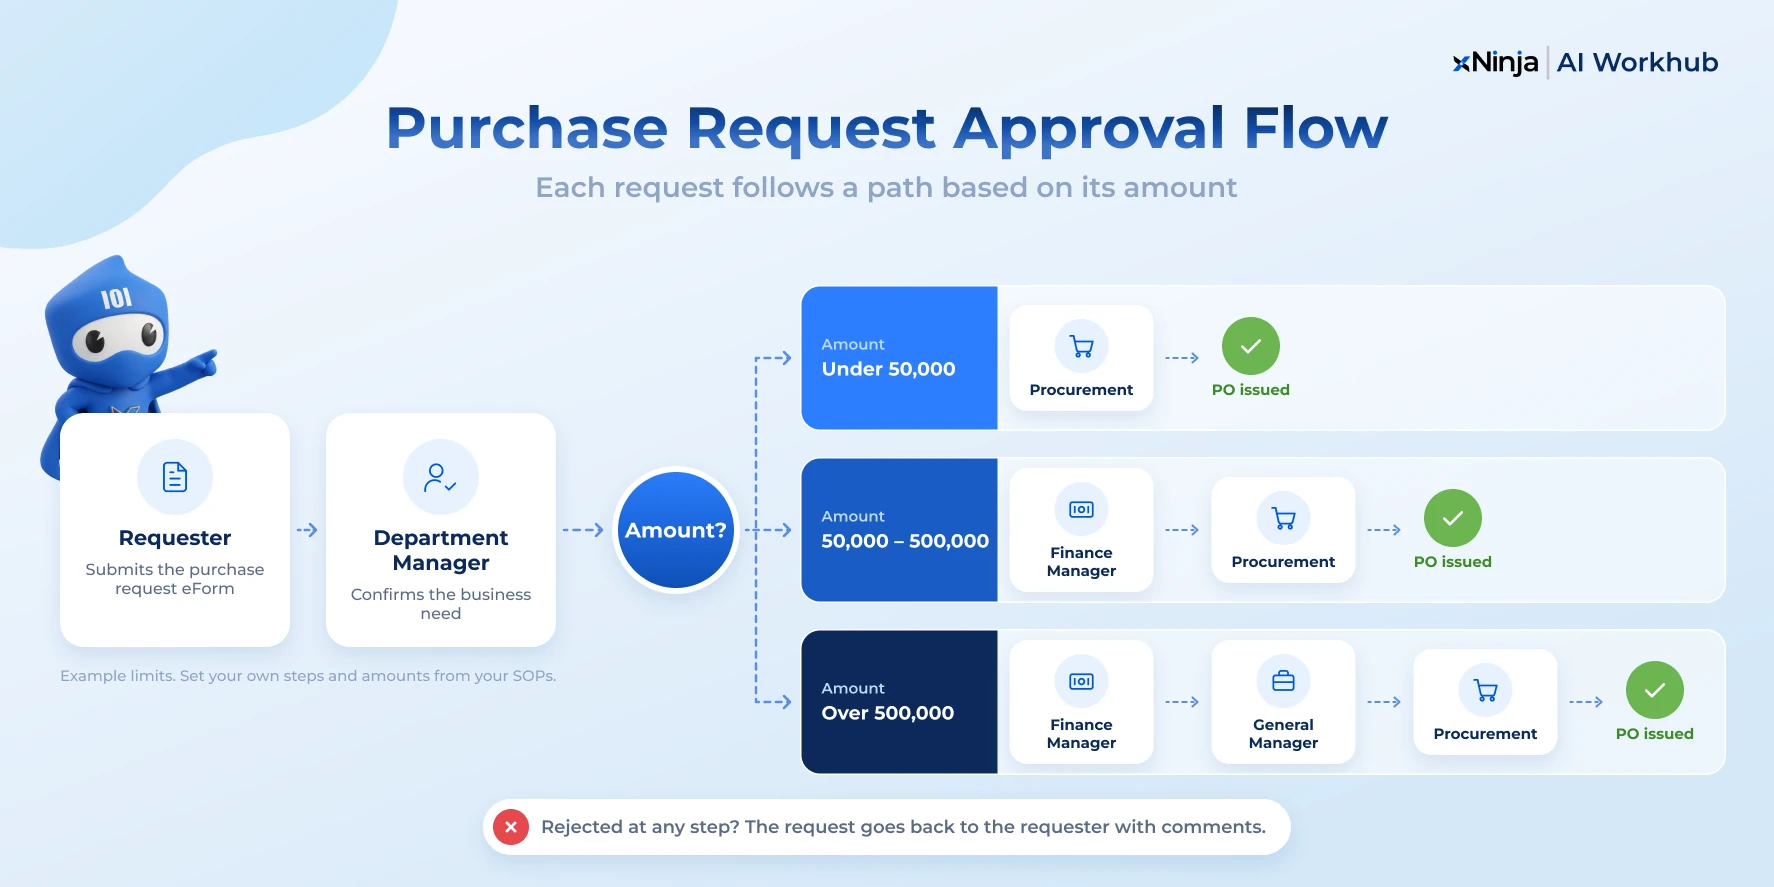 xNinja | AI Workhub
Purchase Request Approval Flow
Each request follows a path based on its amount
101
Requester
Submits the purchase
request eForm
Department
Manager
Confirms the business
need
Example limits. Set your own steps and amounts from your SOPs.
Amount?
Amount
Under 50,000
Procurement
PO issued
Amount
50,000 – 500,000
Finance
Manager
Procurement
PO issued
Amount
Over 500,000
Finance
Manager
General
Manager
Procurement
PO issued
Rejected at any step? The request goes back to the requester with comments.